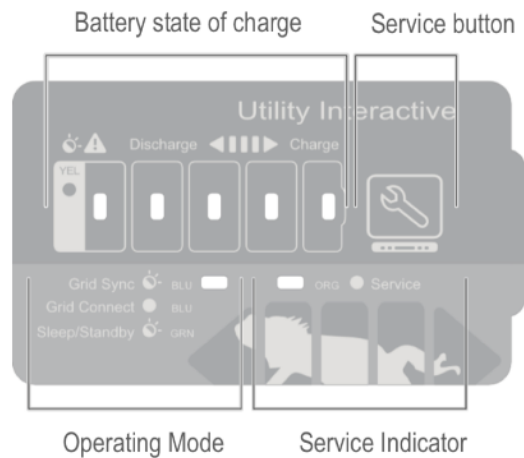 Battery state of charge
Service button
Utility Interactive
Discharge
Charge
YEL
Grid Sync BLU
ORG Service
Grid Connect BLU
Sleep/Standby GRN
Operating Mode
Service Indicator